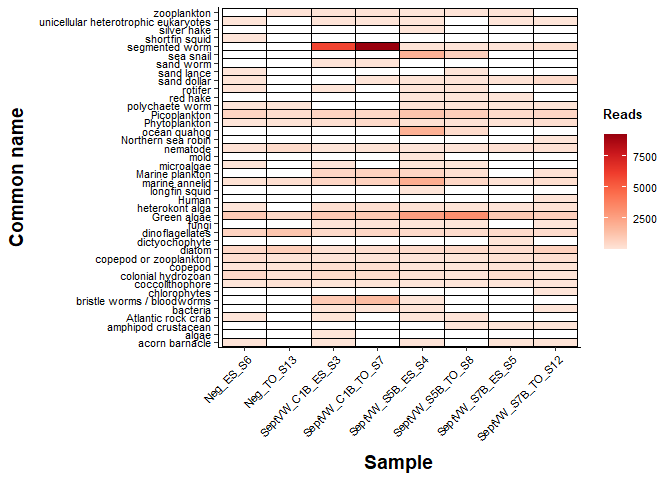 zooplankton
unicellular heterotrophic eukaryotes
silver hake
shortfin squid
segmented worm
sea snail
sand worm
sand lance
sand dollar
rotifer
red hake
polychaete worm
Picoplankton
Phytoplankton
ocean quahog
Northern sea robin
nematode
mold
microalgae
Marine plankton
marine annelid
longfin squid
Human
heterokont alga
Green algae
fungi
dinoflagellates
dictyochophyte
diatom
copepod or zooplankton
copepod
colonial hydrozoan
coccolithophore
chlorophytes
bristle worms / bloodworms
bacteria
Atlantic rock crab
amphipod crustacean
algae
acorn barnacle
Common name
Neg_ES_S6
Neg_TO_S13
SeptVW_C1B_ES_S3
SeptVW_C1B_TO_S7
SeptVW_S5B_ES_S4
SeptVW_S5B_TO_S8
SeptVW_S7B_ES_S5
SeptVW_S7B_TO_S12
Sample
Reads
7500
5000
2500